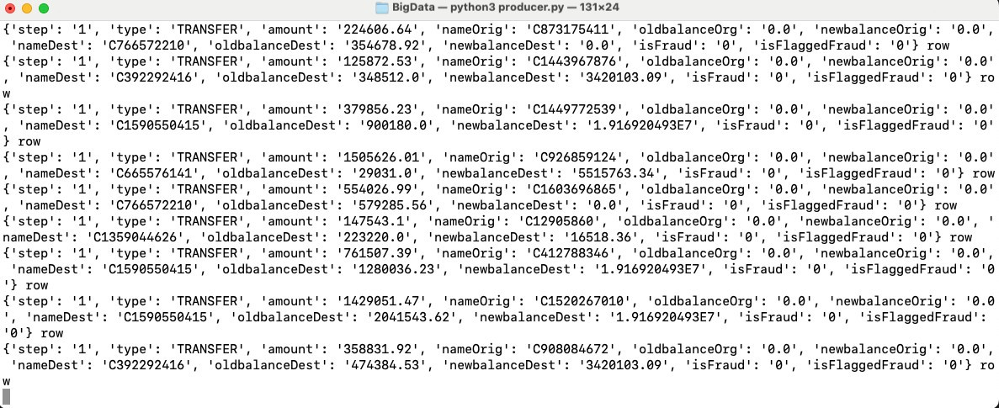 BigData — python3 producer.py — 131×24
{'step': '1', 'type': 'TRANSFER', 'amount': '224606.64', 'nameOrig': 'C873175411', 'oldbalanceOrg': '0.0', 'newbalanceOrig': '0.0',
 'nameDest': 'C766572210', 'oldbalanceDest': '354678.92', 'newbalanceDest': '0.0', 'isFraud': '0', 'isFlaggedFraud': '0'} row
{'step': '1', 'type': 'TRANSFER', 'amount': '125872.53', 'nameOrig': 'C1443967876', 'oldbalanceOrg': '0.0', 'newbalanceOrig': '0.0'
, 'nameDest': 'C392292416', 'oldbalanceDest': '348512.0', 'newbalanceDest': '3420103.09', 'isFraud': '0', 'isFlaggedFraud': '0'} ro
w
{'step': '1', 'type': 'TRANSFER', 'amount': '379856.23', 'nameOrig': 'C1449772539', 'oldbalanceOrg': '0.0', 'newbalanceOrig': '0.0'
, 'nameDest': 'C1590550415', 'oldbalanceDest': '900180.0', 'newbalanceDest': '1.916920493E7', 'isFraud': '0', 'isFlaggedFraud': '0'
} row
{'step': '1', 'type': 'TRANSFER', 'amount': '1505626.01', 'nameOrig': 'C926859124', 'oldbalanceOrg': '0.0', 'newbalanceOrig': '0.0'
, 'nameDest': 'C665576141', 'oldbalanceDest': '29031.0', 'newbalanceDest': '5515763.34', 'isFraud': '0', 'isFlaggedFraud': '0'} row
{'step': '1', 'type': 'TRANSFER', 'amount': '554026.99', 'nameOrig': 'C1603696865', 'oldbalanceOrg': '0.0', 'newbalanceOrig': '0.0'
, 'nameDest': 'C766572210', 'oldbalanceDest': '579285.56', 'newbalanceDest': '0.0', 'isFraud': '0', 'isFlaggedFraud': '0'} row
{'step': '1', 'type': 'TRANSFER', 'amount': '147543.1', 'nameOrig': 'C12905860', 'oldbalanceOrg': '0.0', 'newbalanceOrig': '0.0', '
nameDest': 'C1359044626', 'oldbalanceDest': '223220.0', 'newbalanceDest': '16518.36', 'isFraud': '0', 'isFlaggedFraud': '0'} row
{'step': '1', 'type': 'TRANSFER', 'amount': '761507.39', 'nameOrig': 'C412788346', 'oldbalanceOrg': '0.0', 'newbalanceOrig': '0.0',
 'nameDest': 'C1590550415', 'oldbalanceDest': '1280036.23', 'newbalanceDest': '1.916920493E7', 'isFraud': '0', 'isFlaggedFraud': '0
'} row
{'step': '1', 'type': 'TRANSFER', 'amount': '1429051.47', 'nameOrig': 'C1520267010', 'oldbalanceOrg': '0.0', 'newbalanceOrig': '0.0
', 'nameDest': 'C1590550415', 'oldbalanceDest': '2041543.62', 'newbalanceDest': '1.916920493E7', 'isFraud': '0', 'isFlaggedFraud': 
'0'} row
{'step': '1', 'type': 'TRANSFER', 'amount': '358831.92', 'nameOrig': 'C908084672', 'oldbalanceOrg': '0.0', 'newbalanceOrig': '0.0',
 'nameDest': 'C392292416', 'oldbalanceDest': '474384.53', 'newbalanceDest': '3420103.09', 'isFraud': '0', 'isFlaggedFraud': '0'} ro
w